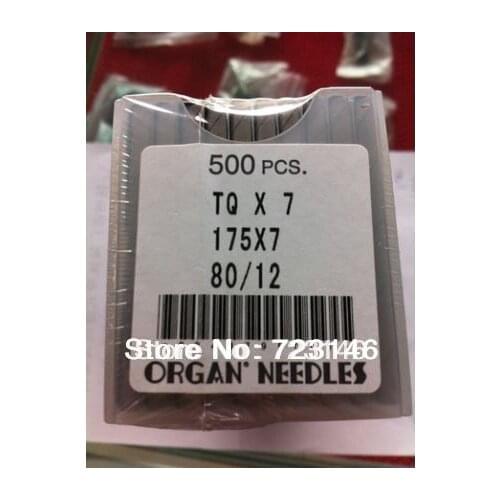 500 PCS.
TQ X 7
175X7
80/12
Store No: 723146
ORGAN® NEEDLES